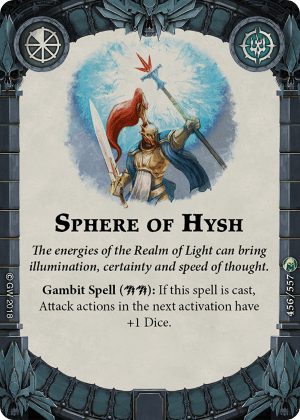 SPHERE OF HYSH
The energies of the Realm of Light can bring
illumination, certainty and speed of thought.
Gambit Spell (): If this spell is cast,
Attack actions in the next activation have
+1 Dice.
© GW 2018
456/557